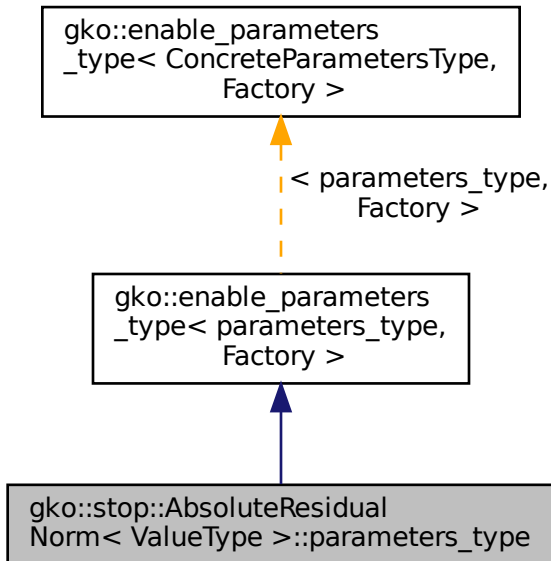 gko::enable_parameters
_type< ConcreteParametersType,
Factory >
< parameters_type,
Factory >
gko::enable_parameters
_type< parameters_type,
Factory >
gko::stop::AbsoluteResidual
Norm< ValueType >::parameters_type